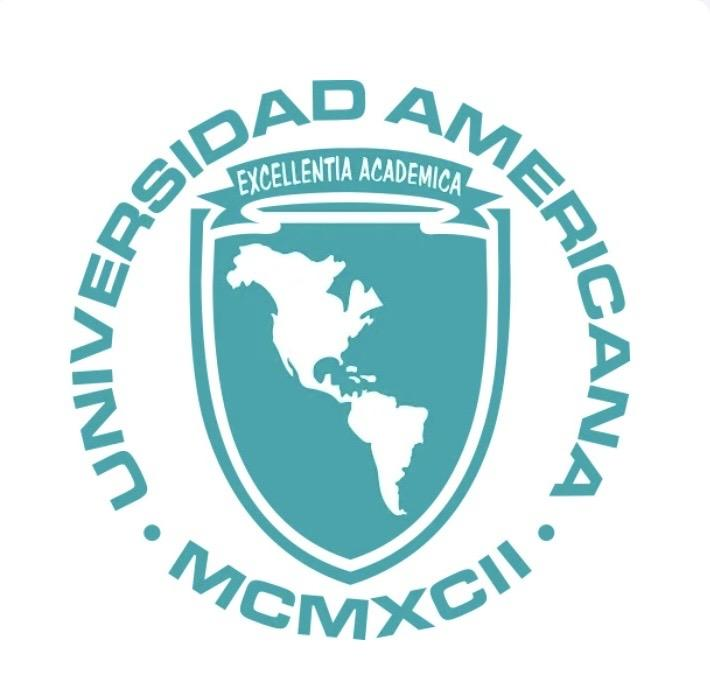 UNIVERSIDAD AMERICANA
EXCELLENTIA ACADEMICA
• MCMXCII •